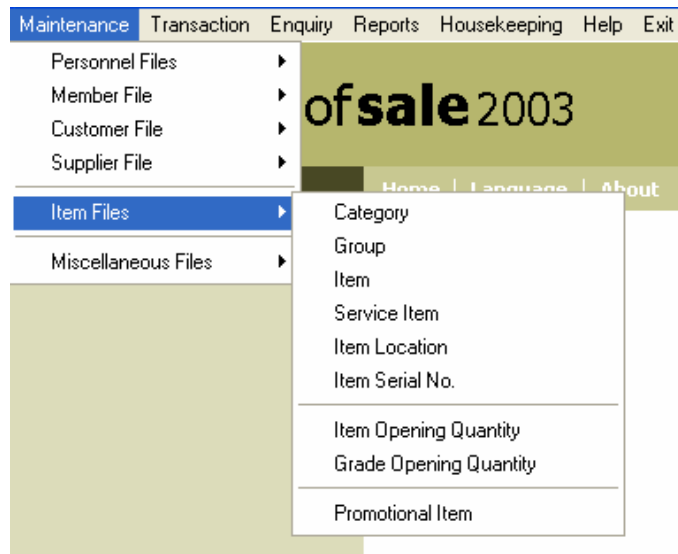 Maintenance Transaction Enquiry Reports Housekeeping Help Exit
Personnel Files
Member File
Customer File
Supplier File
Item Files
Miscellaneous Files
of sale 2003
Home | Language | About
Category
Group
Item
Service Item
Item Location
Item Serial No.
Item Opening Quantity
Grade Opening Quantity
Promotional Item